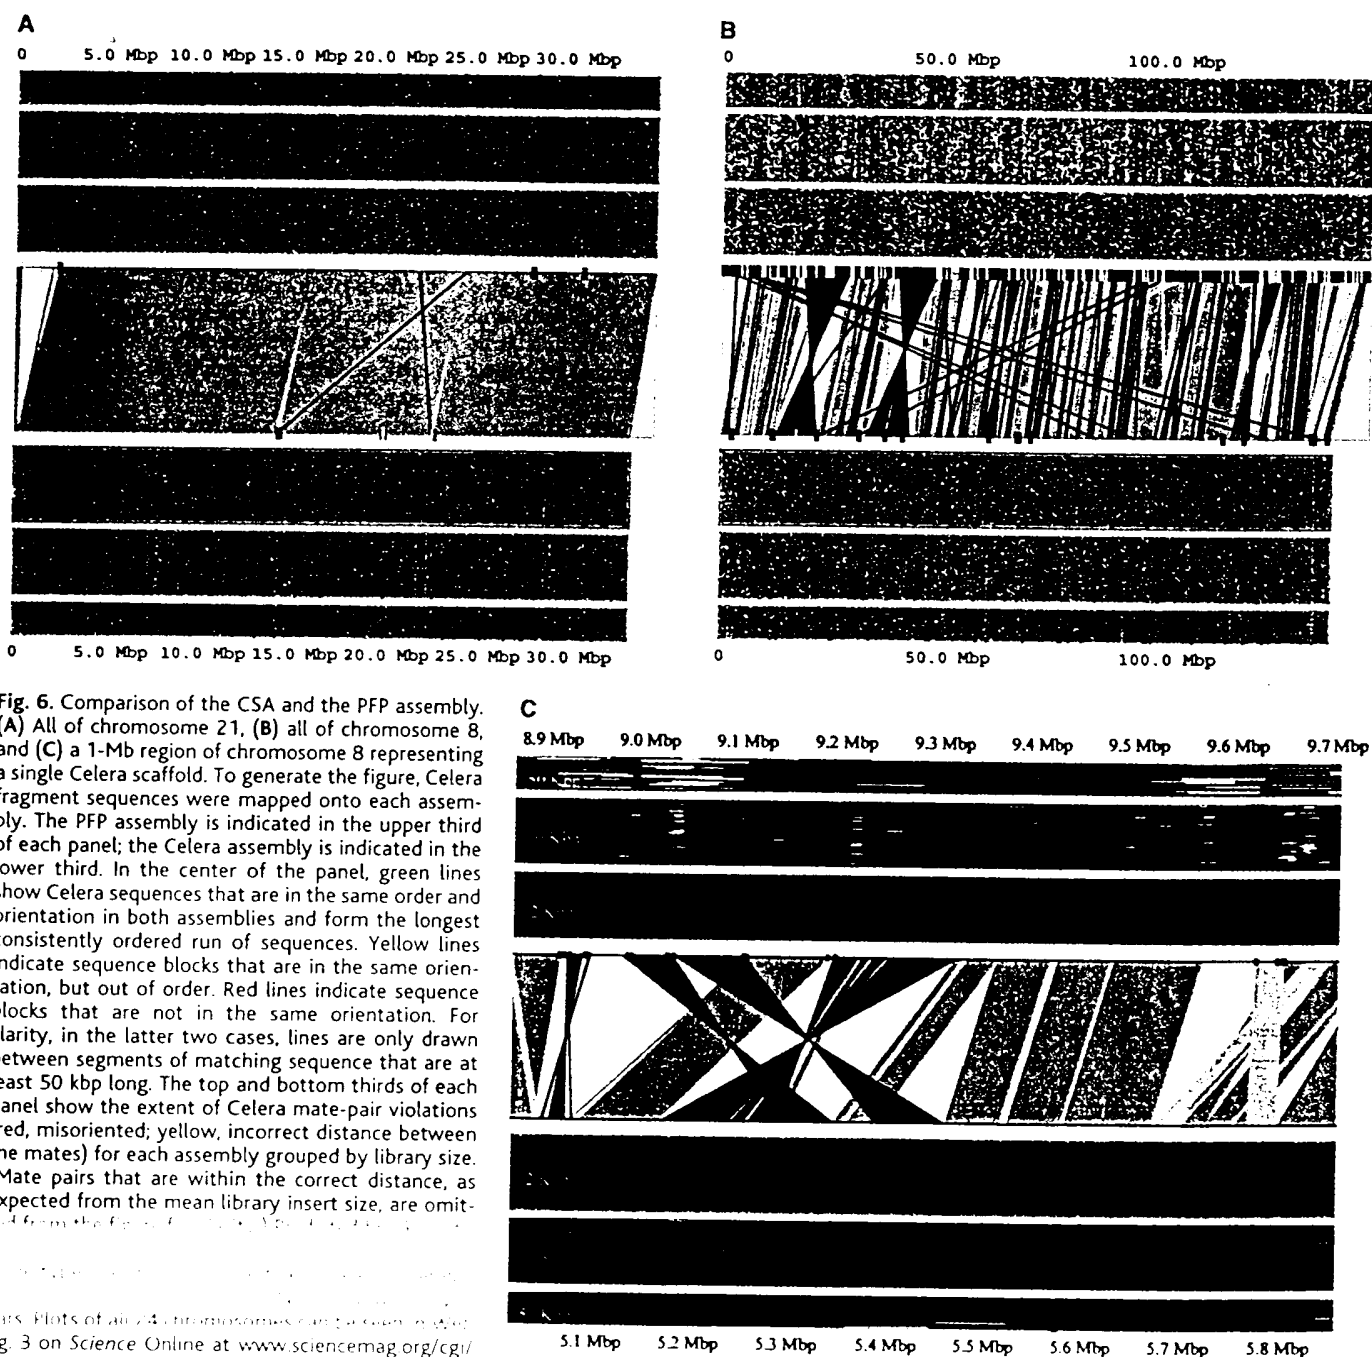 A
0 5.0 Mbp 10.0 Mbp 15.0 Mbp 20.0 Mbp 25.0 Mbp 30.0 Mbp
0 5.0 Mbp 10.0 Mbp 15.0 Mbp 20.0 Mbp 25.0 Mbp 30.0 Mbp
B
0 50.0 Mbp 100.0 Mbp
0 50.0 Mbp 100.0 Mbp
Fig. 6. Comparison of the CSA and the PFP assembly.
(A) All of chromosome 21, (B) all of chromosome 8,
and (C) a 1-Mb region of chromosome 8 representing
a single Celera scaffold. To generate the figure, Celera
fragment sequences were mapped onto each assem-
bly. The PFP assembly is indicated in the upper third
of each panel; the Celera assembly is indicated in the
lower third. In the center of the panel, green lines
show Celera sequences that are in the same order and
orientation in both assemblies and form the longest
consistently ordered run of sequences. Yellow lines
indicate sequence blocks that are in the same orien-
tation, but out of order. Red lines indicate sequence
blocks that are not in the same orientation. For
clarity, in the latter two cases, lines are only drawn
between segments of matching sequence that are at
least 50 kbp long. The top and bottom thirds of each
panel show the extent of Celera mate-pair violations
(red, misoriented; yellow, incorrect distance between
the mates) for each assembly grouped by library size.
Mate pairs that are within the correct distance, as
expected from the mean library insert size, are omit-
from the
Plots of all 24 chromosomes can be seen in
3 on Science Online at www.sciencemag.org/cgi/
C
8.9 Mbp 9.0 Mbp 9.1 Mbp 9.2 Mbp 9.3 Mbp 9.4 Mbp 9.5 Mbp 9.6 Mbp 9.7 Mbp
5.1 Mbp 5.2 Mbp 5.3 Mbp 5.4 Mbp 5.5 Mbp 5.6 Mbp 5.7 Mbp 5.8 Mbp